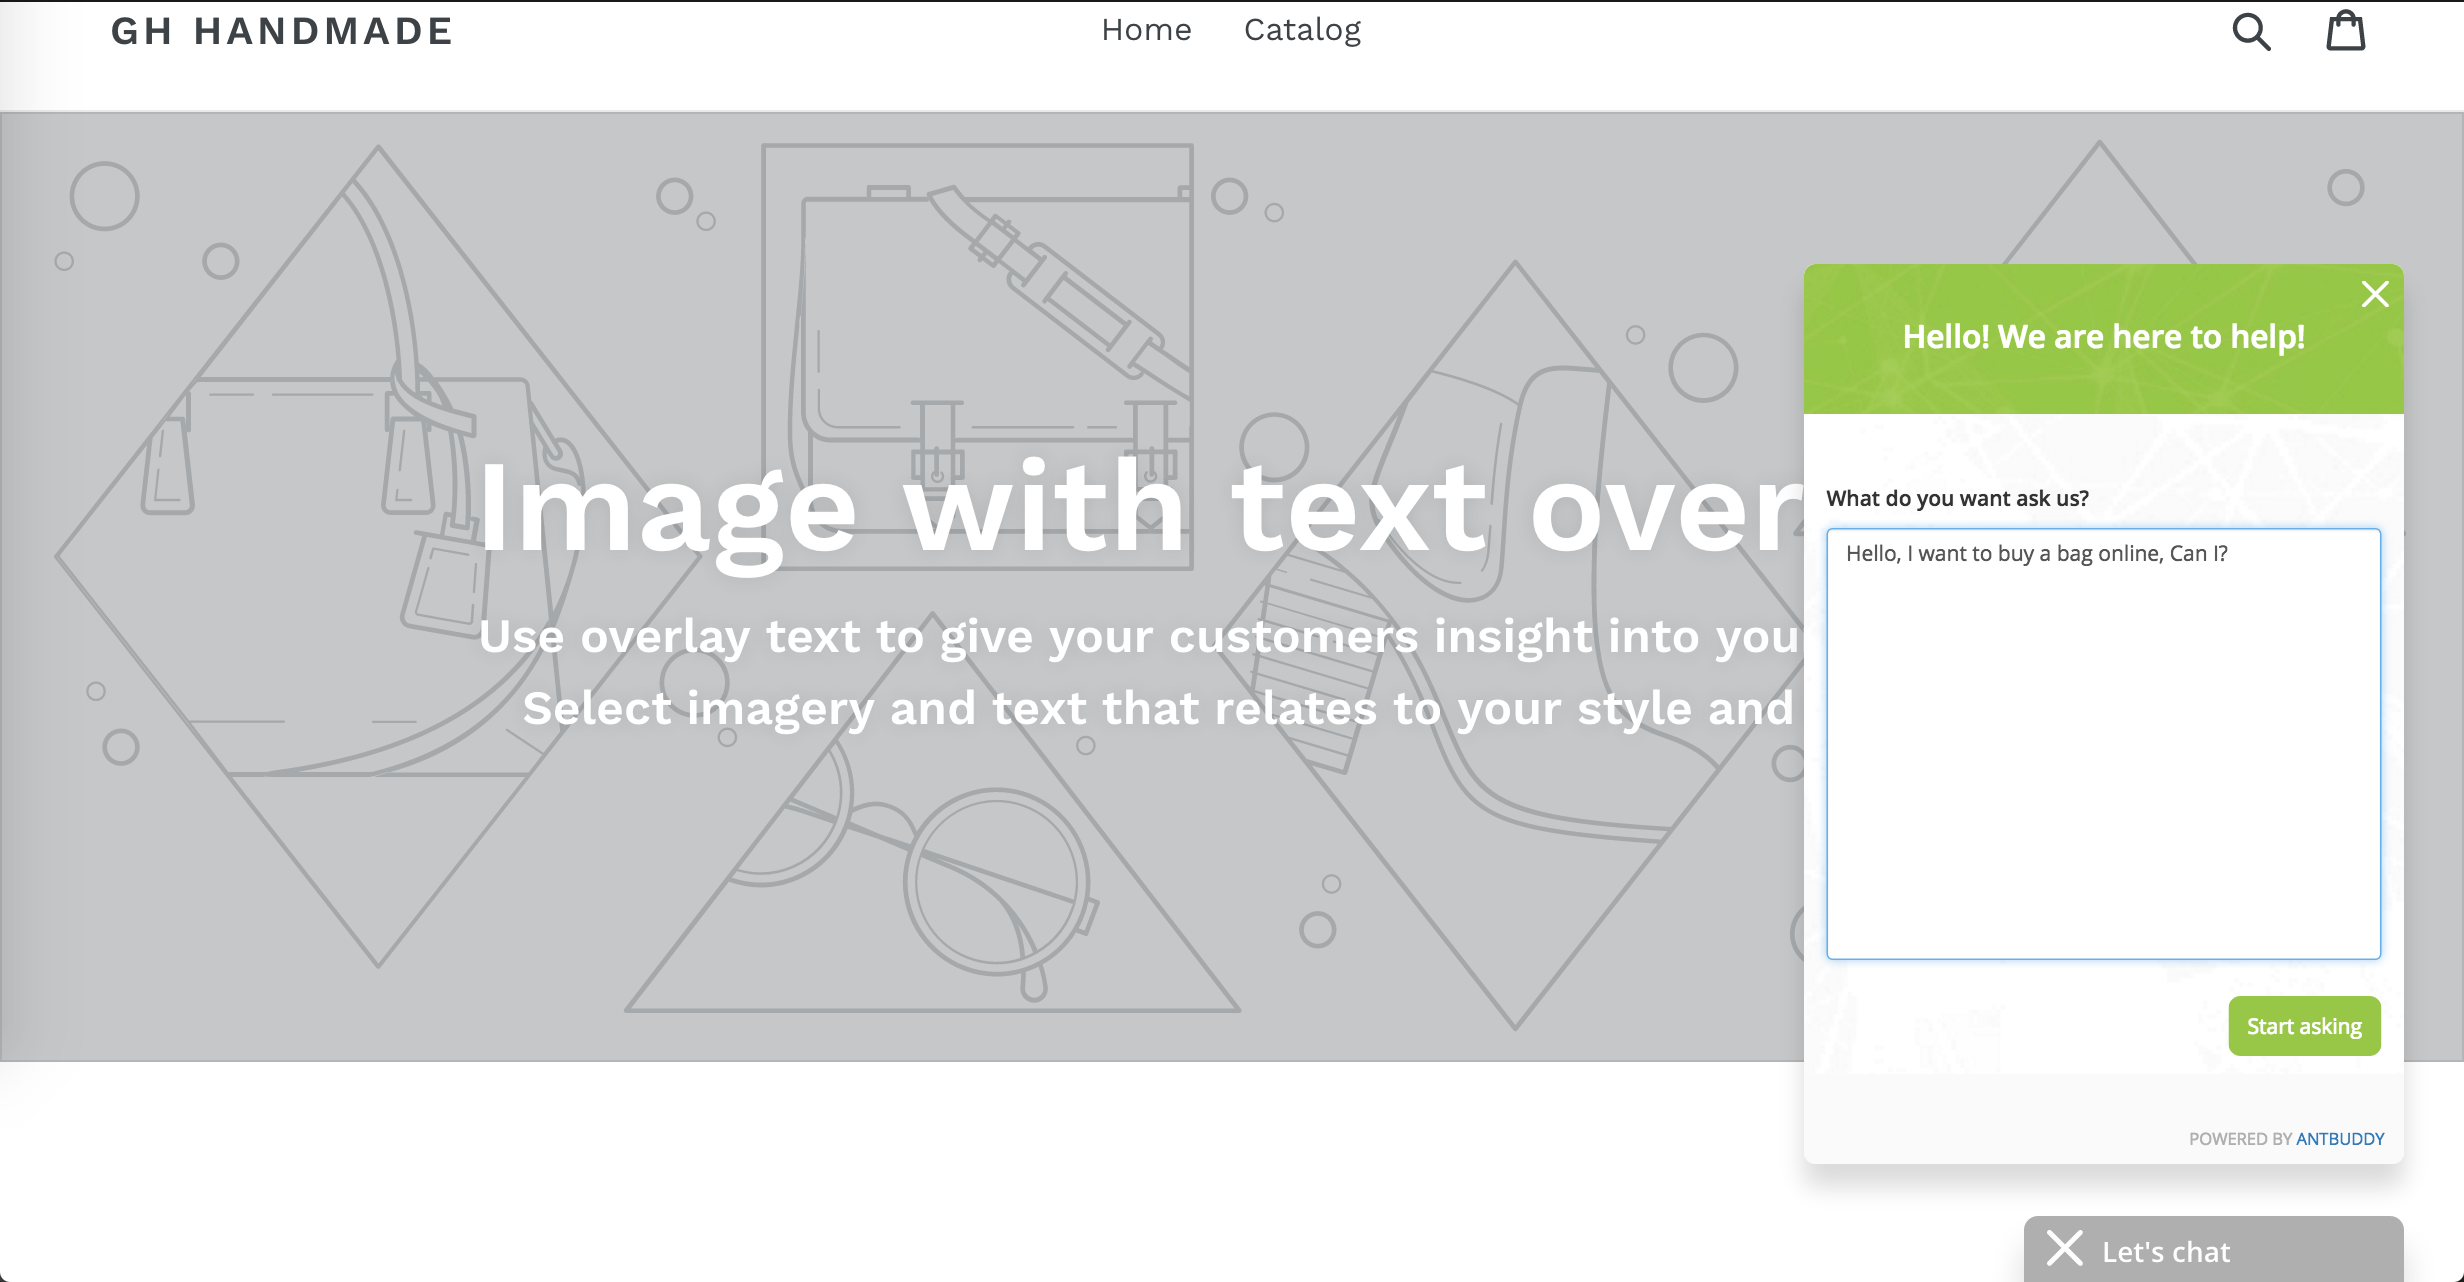 GH HANDMADE
Home
Catalog
Image with text over
Use overlay text to give your customers insight into you
Select imagery and text that relates to your style and
Hello! We are here to help!
What do you want ask us?
Hello, I want to buy a bag online, Can I?
Start asking
POWERED BY ANTBUDDY
Let's chat